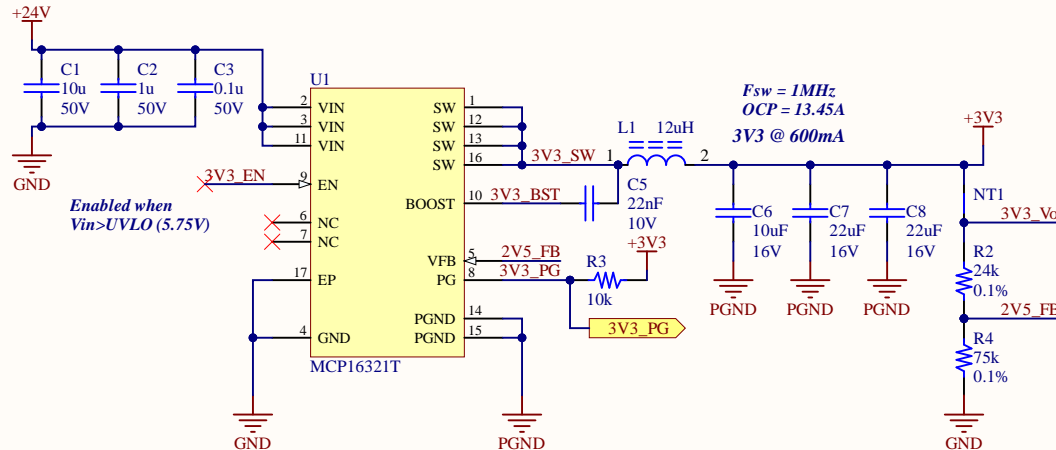 +24V
C1
10u
50V
C2
1u
50V
C3
0.1u
50V
GND
3V3_EN
Enabled when
Vin>UVLO (5.75V)
U1
2 VIN
3 VIN
11 VIN
9 EN
6 NC
7 NC
17 EP
4 GND
SW 1
SW 12
SW 13
SW 16
BOOST 10
VFB 5
PG 8
PGND 14
PGND 15
MCP16321T
GND
PGND
3V3_SW
3V3_BST
2V5_FB
3V3_PG
L1 12uH
1 2
C5
22nF
10V
+3V3
R3
10k
3V3_PG
Fsw = 1MHz
OCP = 13.45A
3V3 @ 600mA
C6
10uF
16V
PGND
C7
22uF
16V
PGND
C8
22uF
16V
PGND
+3V3
NT1
3V3_Vo
R2
24k
0.1%
2V5_FB
R4
75k
0.1%
GND